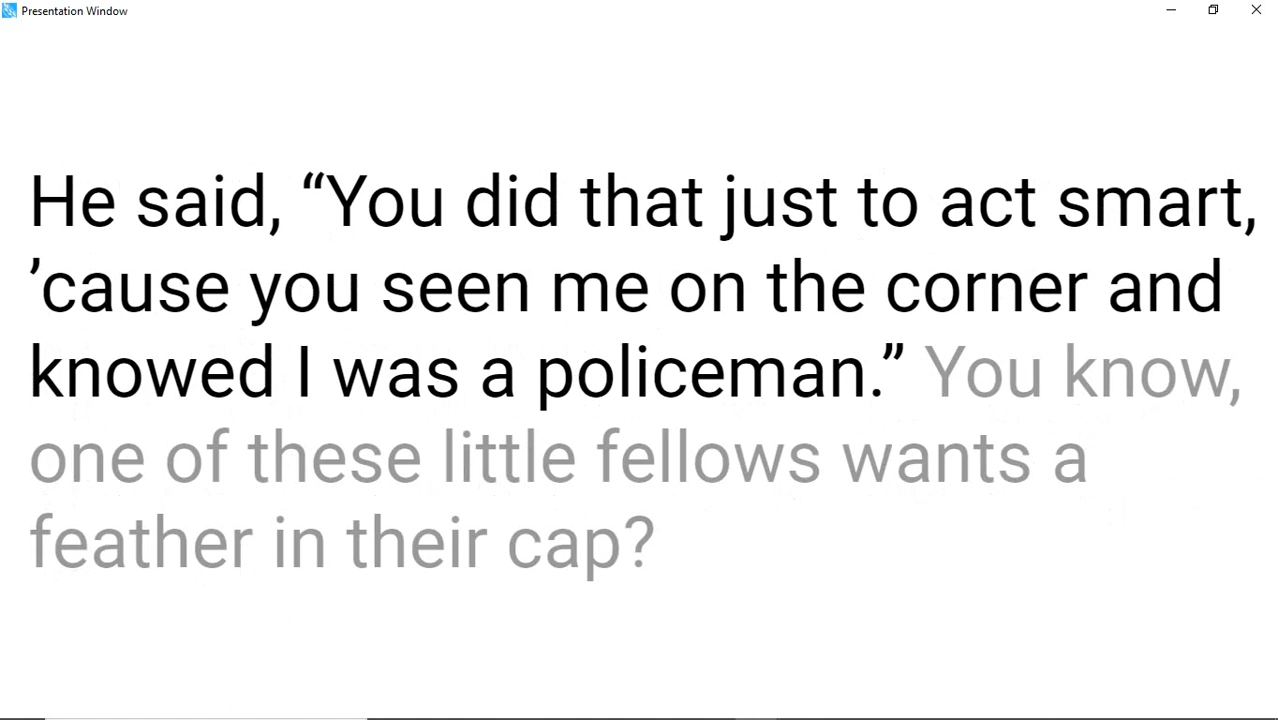 Presentation Window
He said, “You did that just to act smart,
’cause you seen me on the corner and
knowed I was a policeman.” You know,
one of these little fellows wants a
feather in their cap?